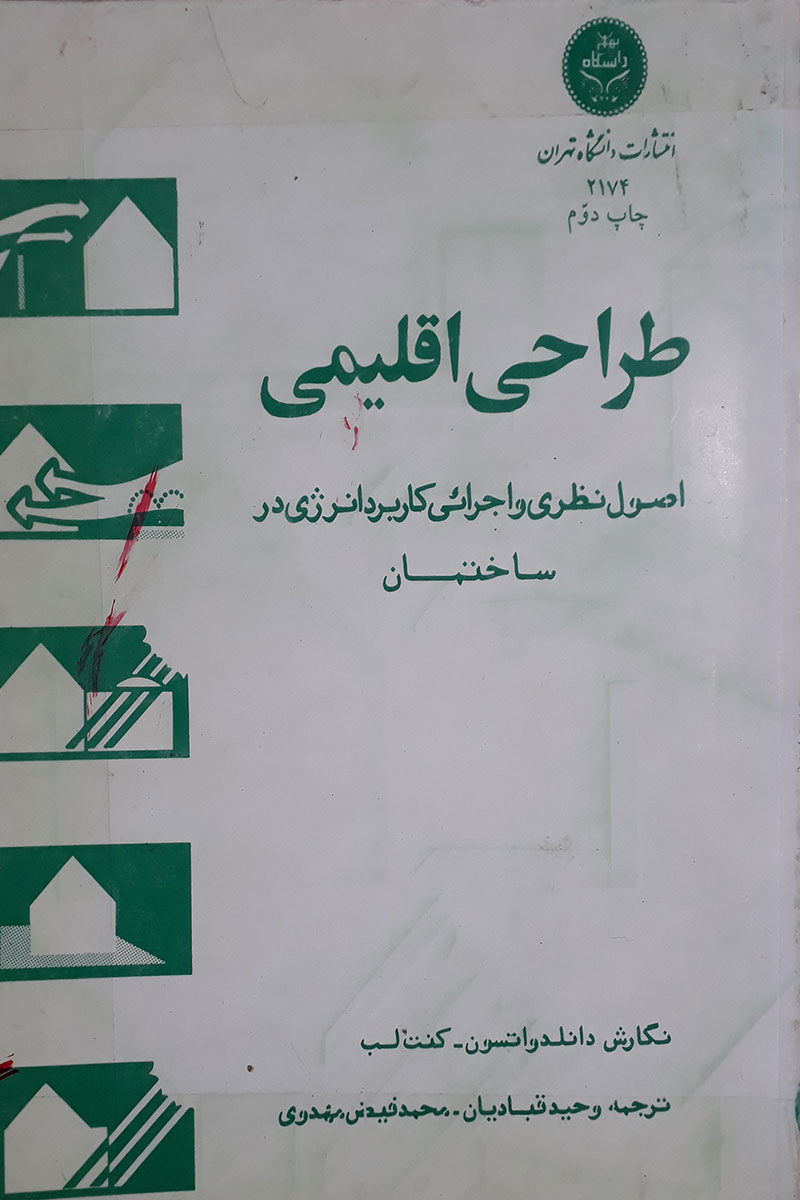 دانشگاه تهران
انتشارات دانشگاه تهران
۲۱۷۴
چاپ دوّم
طراحی اقلیمی
اصول نظری و اجرائی کاربرد انرژی در
ساختمان
نگارش دانلد واتسون - کنت لب
ترجمه وحید قبادیان - محمد فیض مهدوی